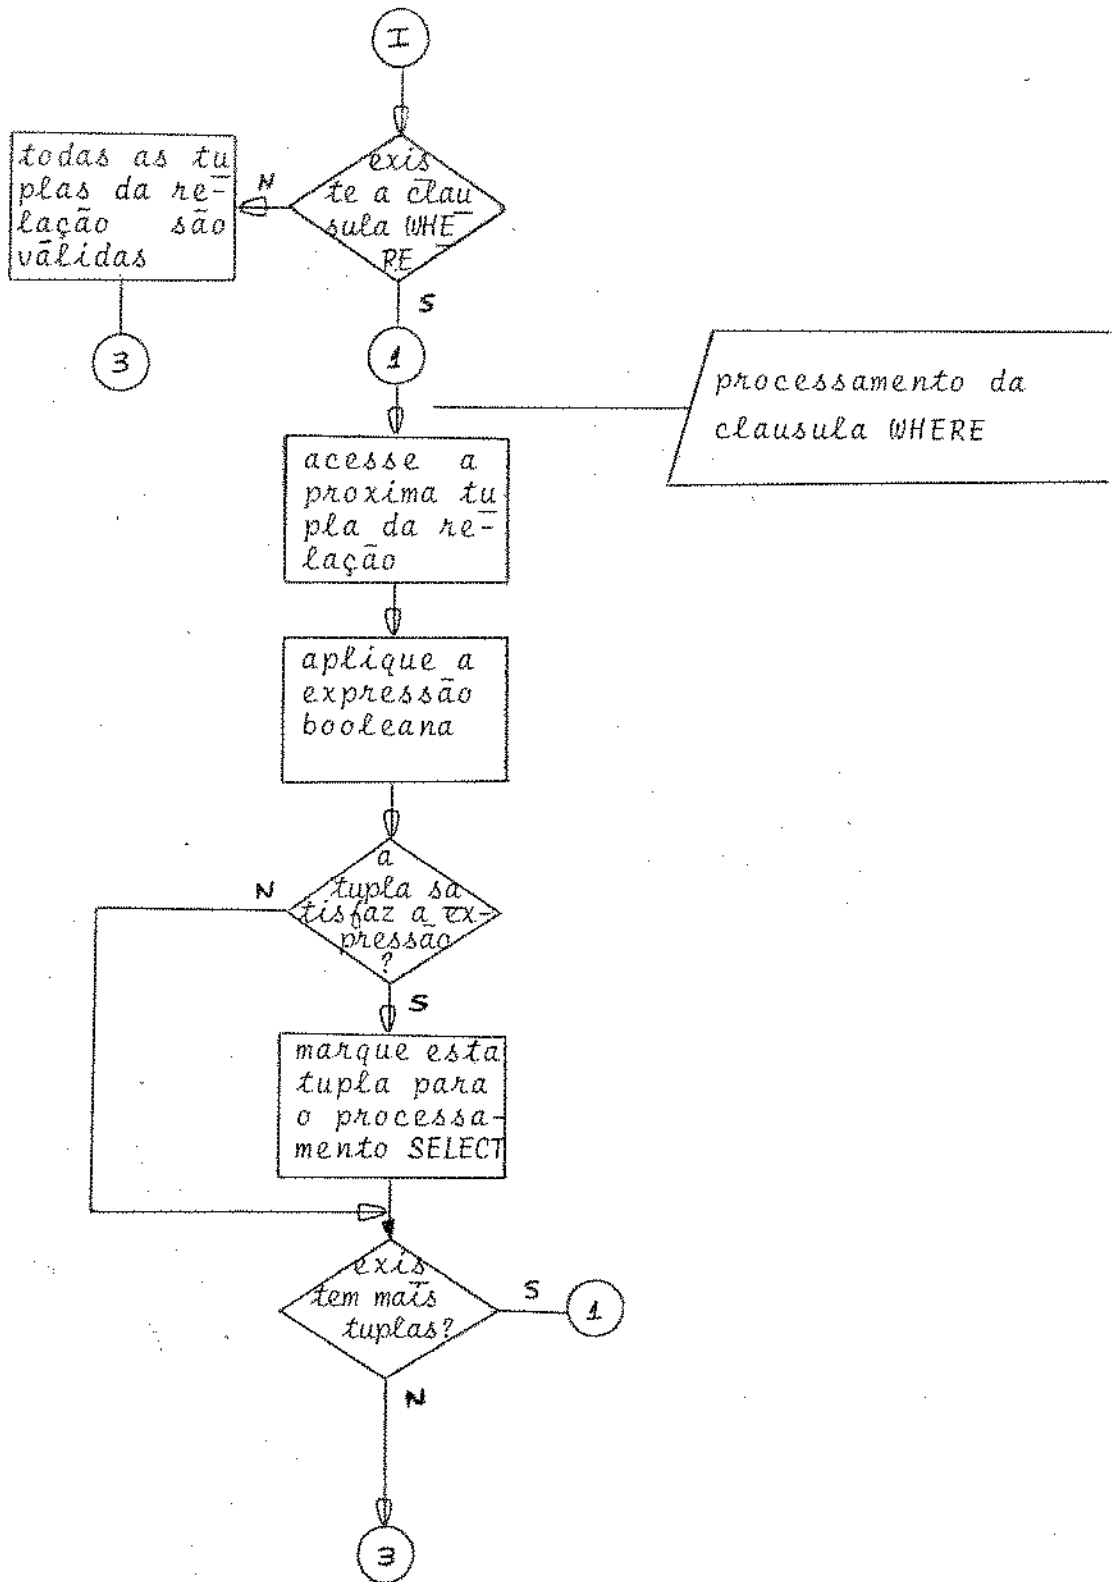 I
exis
te a clau
sula WHE
RE
N
todas as tu
plas da re-
lação são
válidas
S
3
1
processamento da
clausula WHERE
acesse a
proxima tu
pla da re-
lação
aplique a
expressão
booleana
a
tupla sa
tisfaz a ex-
pressão
?
N
S
marque esta
tupla para
o processa-
mento SELECT
exis
tem mais
tuplas?
S
1
N
3